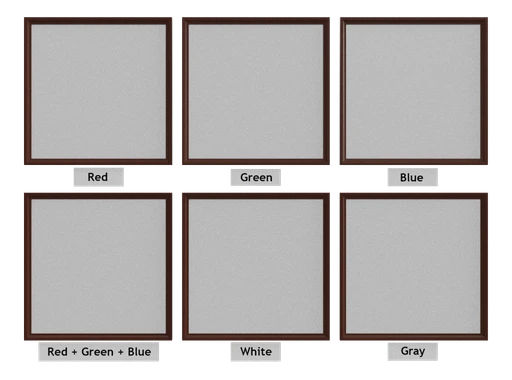 Red
Green
Blue
Red + Green + Blue
White
Gray